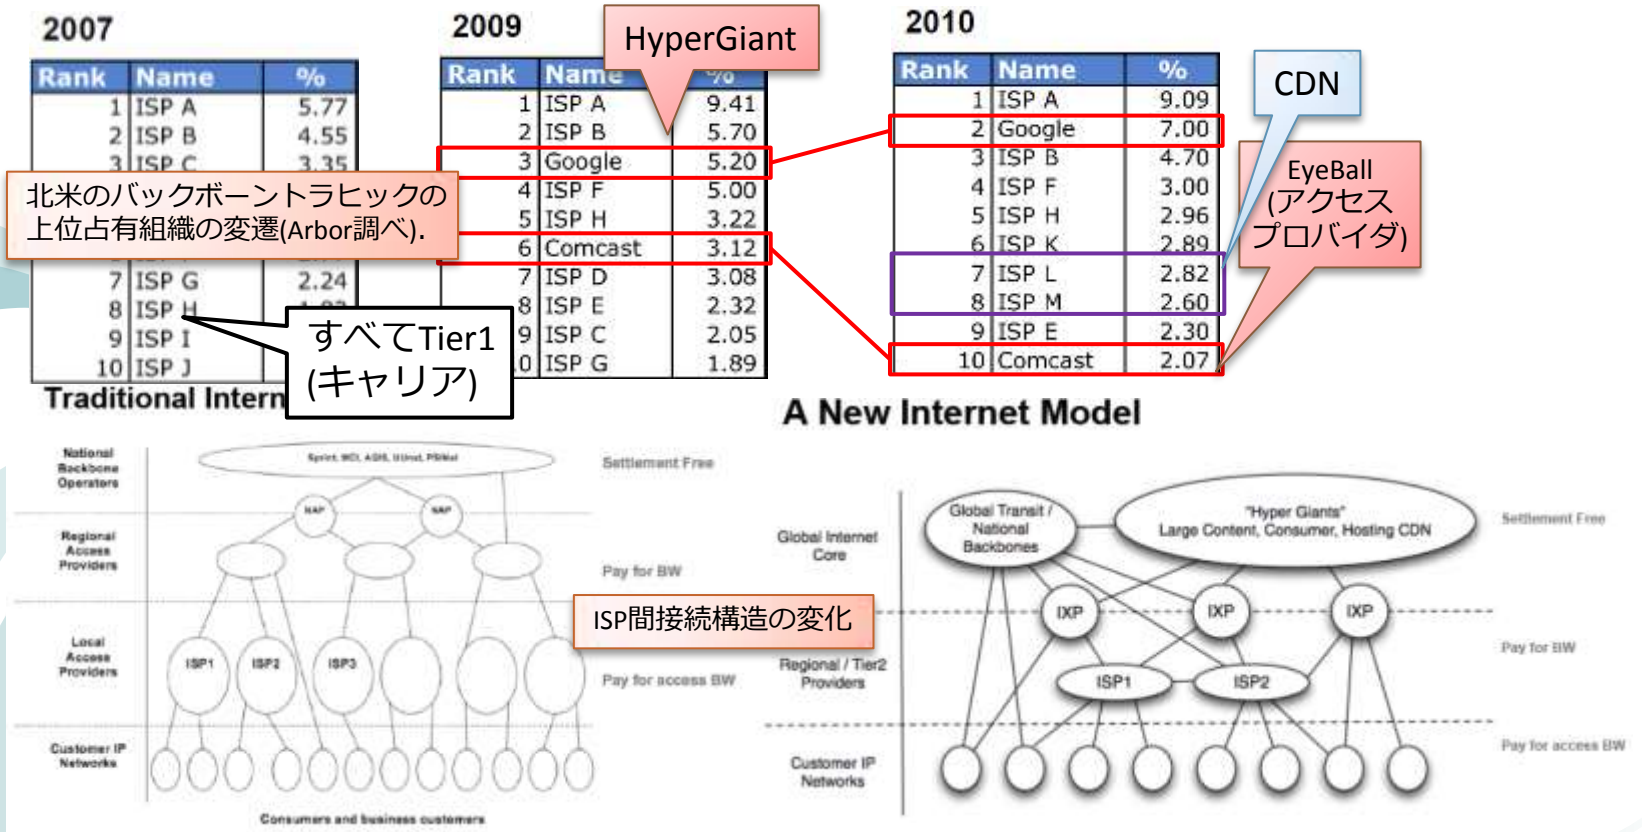 2007
Rank Name %
1 ISP A 5.77
2 ISP B 4.55
3 ISP C 3.35
北米のバックボーントラヒックの
上位占有組織の変遷(Arbor調べ).
7 ISP G 2.24
8 ISP H
9 ISP I
10 ISP J
すべてTier1
(キャリア)
2009
HyperGiant
Rank Name %
1 ISP A 9.41
2 ISP B 5.70
3 Google 5.20
4 ISP F 5.00
5 ISP H 3.22
6 Comcast 3.12
7 ISP D 3.08
8 ISP E 2.32
9 ISP C 2.05
10 ISP G 1.89
2010
Rank Name %
1 ISP A 9.09
2 Google 7.00
3 ISP B 4.70
4 ISP F 3.00
5 ISP H 2.96
6 ISP K 2.89
7 ISP L 2.82
8 ISP M 2.60
9 ISP E 2.30
10 Comcast 2.07
CDN
EyeBall
(アクセス
プロバイダ)
Traditional Intern
National
Backbone
Operators
Sprint, MCI, AGIS, UUnet, PSINet
Settlement Free
NAP NAP
Regional
Access
Providers
Pay for BW
Local
Access
Providers
ISP1 ISP2 ISP3
Pay for access BW
Customer IP
Networks
Consumers and business customers
ISP間接続構造の変化
A New Internet Model
Global Internet
Core
Global Transit /
National
Backbones
"Hyper Giants"
Large Content, Consumer, Hosting CDN
Settlement Free
IXP IXP IXP
Pay for BW
Regional / Tier2
Providers
ISP1 ISP2
Pay for access BW
Customer IP
Networks